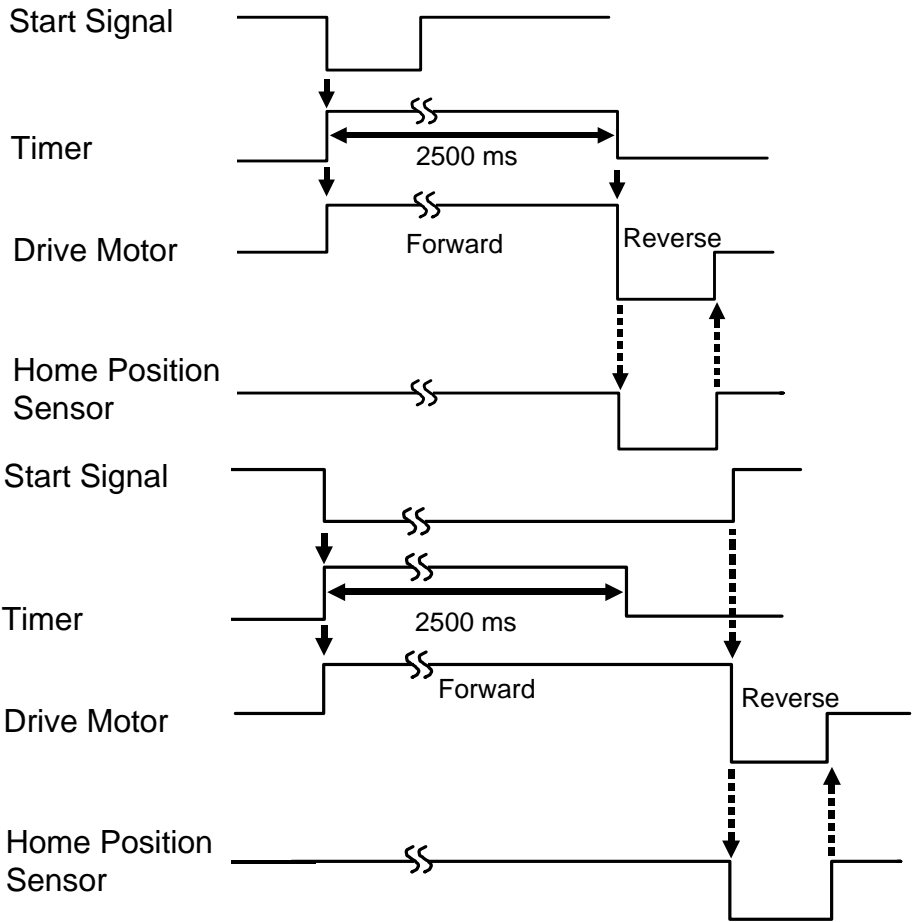 Start Signal
Timer
2500 ms
Drive Motor
Forward
Reverse
Home Position
Sensor
Start Signal
Timer
2500 ms
Drive Motor
Forward
Reverse
Home Position
Sensor